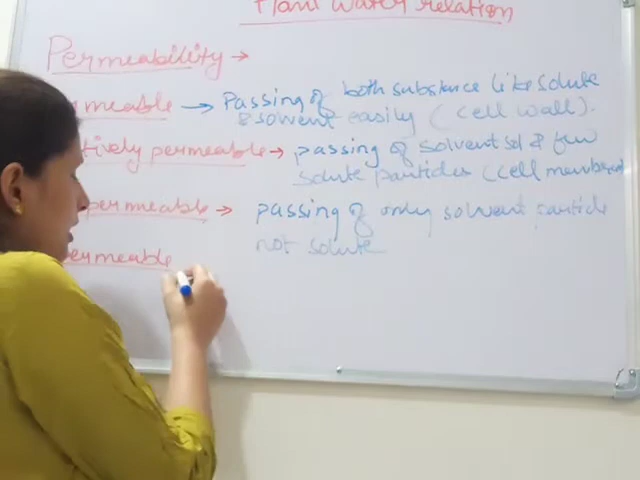 Plant Water relation
Permeability →
meable → Passing of both substance like solute
& solvent easily (cell wall).
tively permeable → passing of solvent sol & few
solute particles (cell membran
permeable → passing of only solvent particle
not solute
permeable